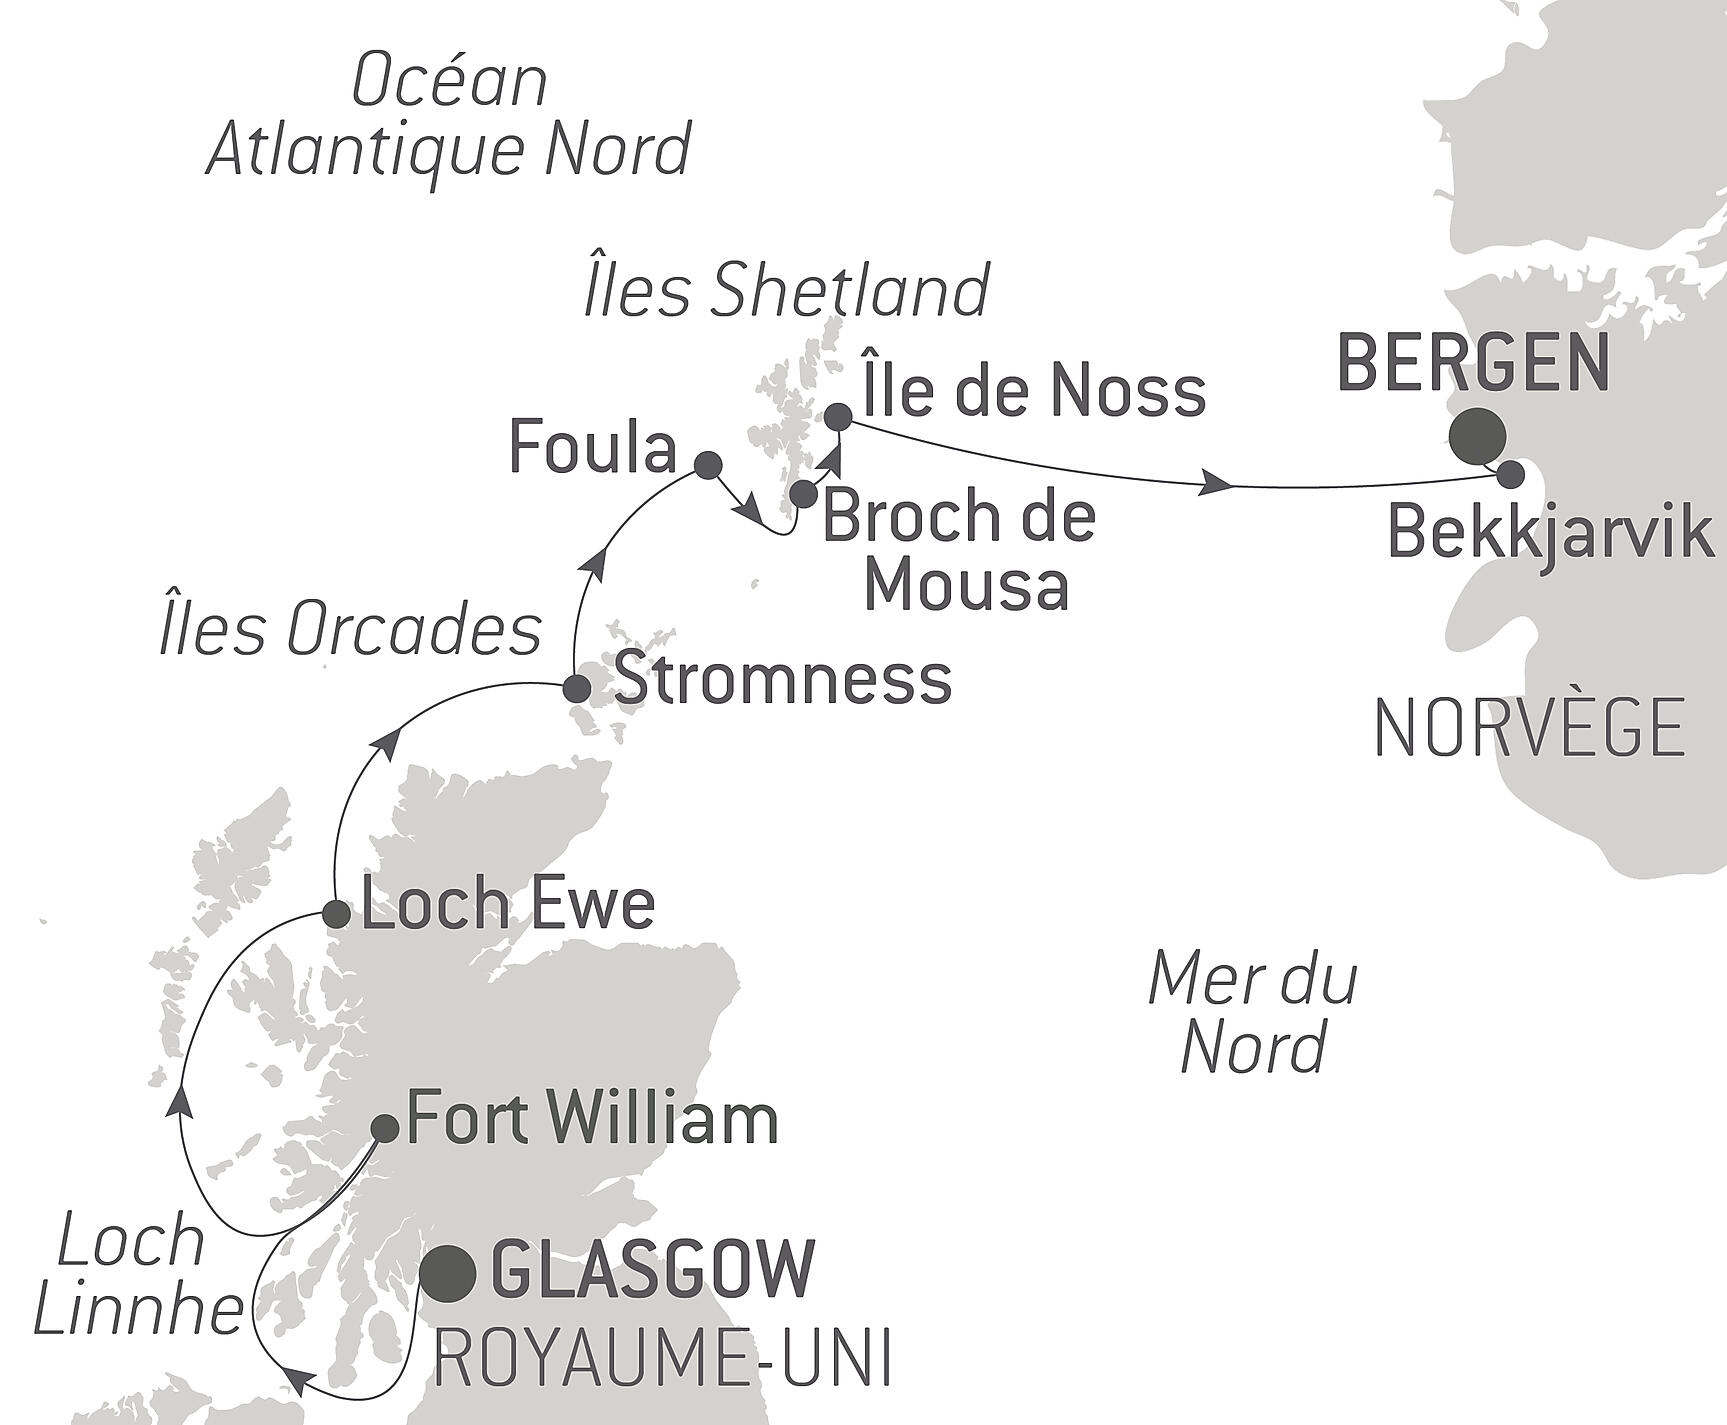 Océan
Atlantique Nord
Îles Shetland
BERGEN
Île de Noss
Foula
Broch de
Mousa
Bekkjarvik
Îles Orcades
Stromness
NORVÈGE
Loch Ewe
Mer du
Nord
Fort William
Loch
Linnhe
GLASGOW
ROYAUME-UNI